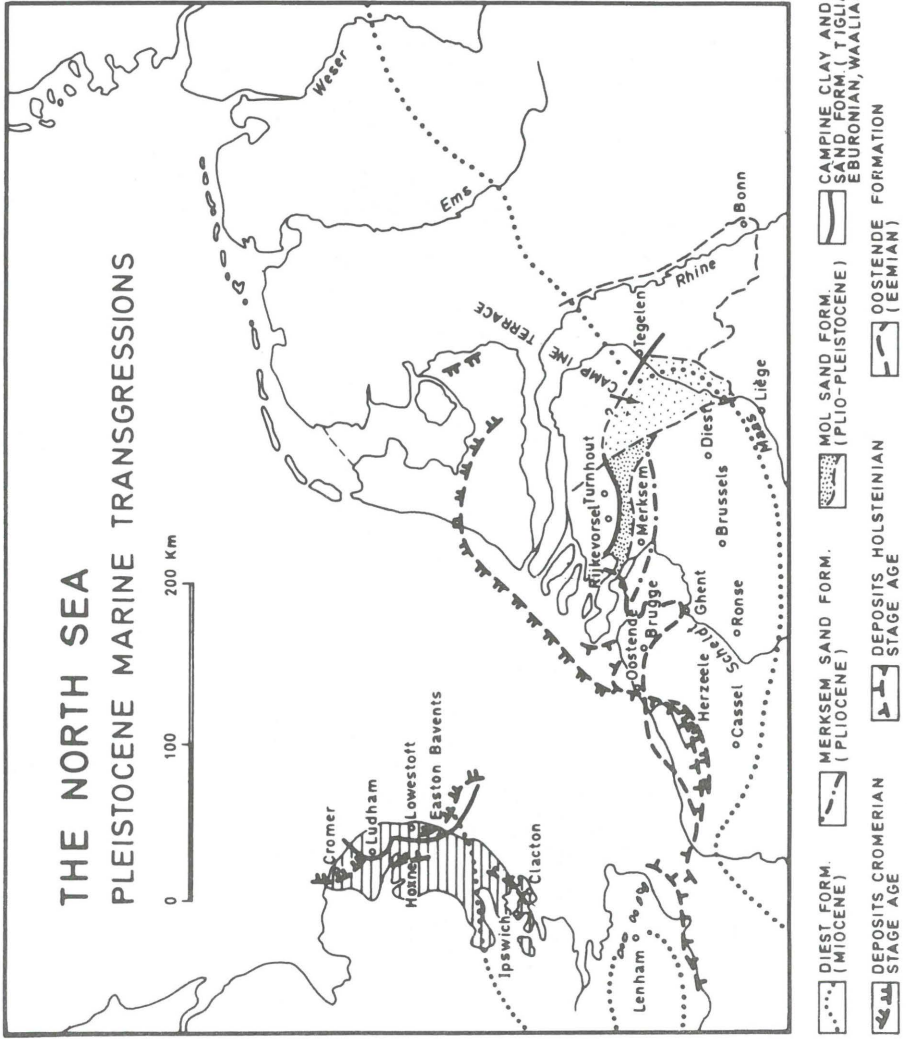 THE NORTH SEA
PLEISTOCENE MARINE TRANSGRESSIONS
0 100 200 Km
Weser
Ems
Bonn
Rhine
CAMPINE TERRACE
Tegelen
?
Turnhout
Rijkevorsel
Merksem
Diest
Maas
Liège
Brussels
Oostende
Brugge
Ghent
Ronse
Scheldt
Herzeele
Cassel
Cromer
Ludham
Lowestoft
Easton Bavents
Hoxne
Ipswich
Clacton
Lenham
DIEST FORM.
(MIOCENE)
MERKSEM SAND FORM.
(PLIOCENE)
MOL SAND FORM.
(PLIO-PLEISTOCENE)
CAMPINE CLAY AND
SAND FORM. (TIGLIA
EBURONIAN, WAALIA
DEPOSITS CROMERIAN
STAGE AGE
DEPOSITS HOLSTEINIAN
STAGE AGE
OOSTENDE FORMATION
(EEMIAN)